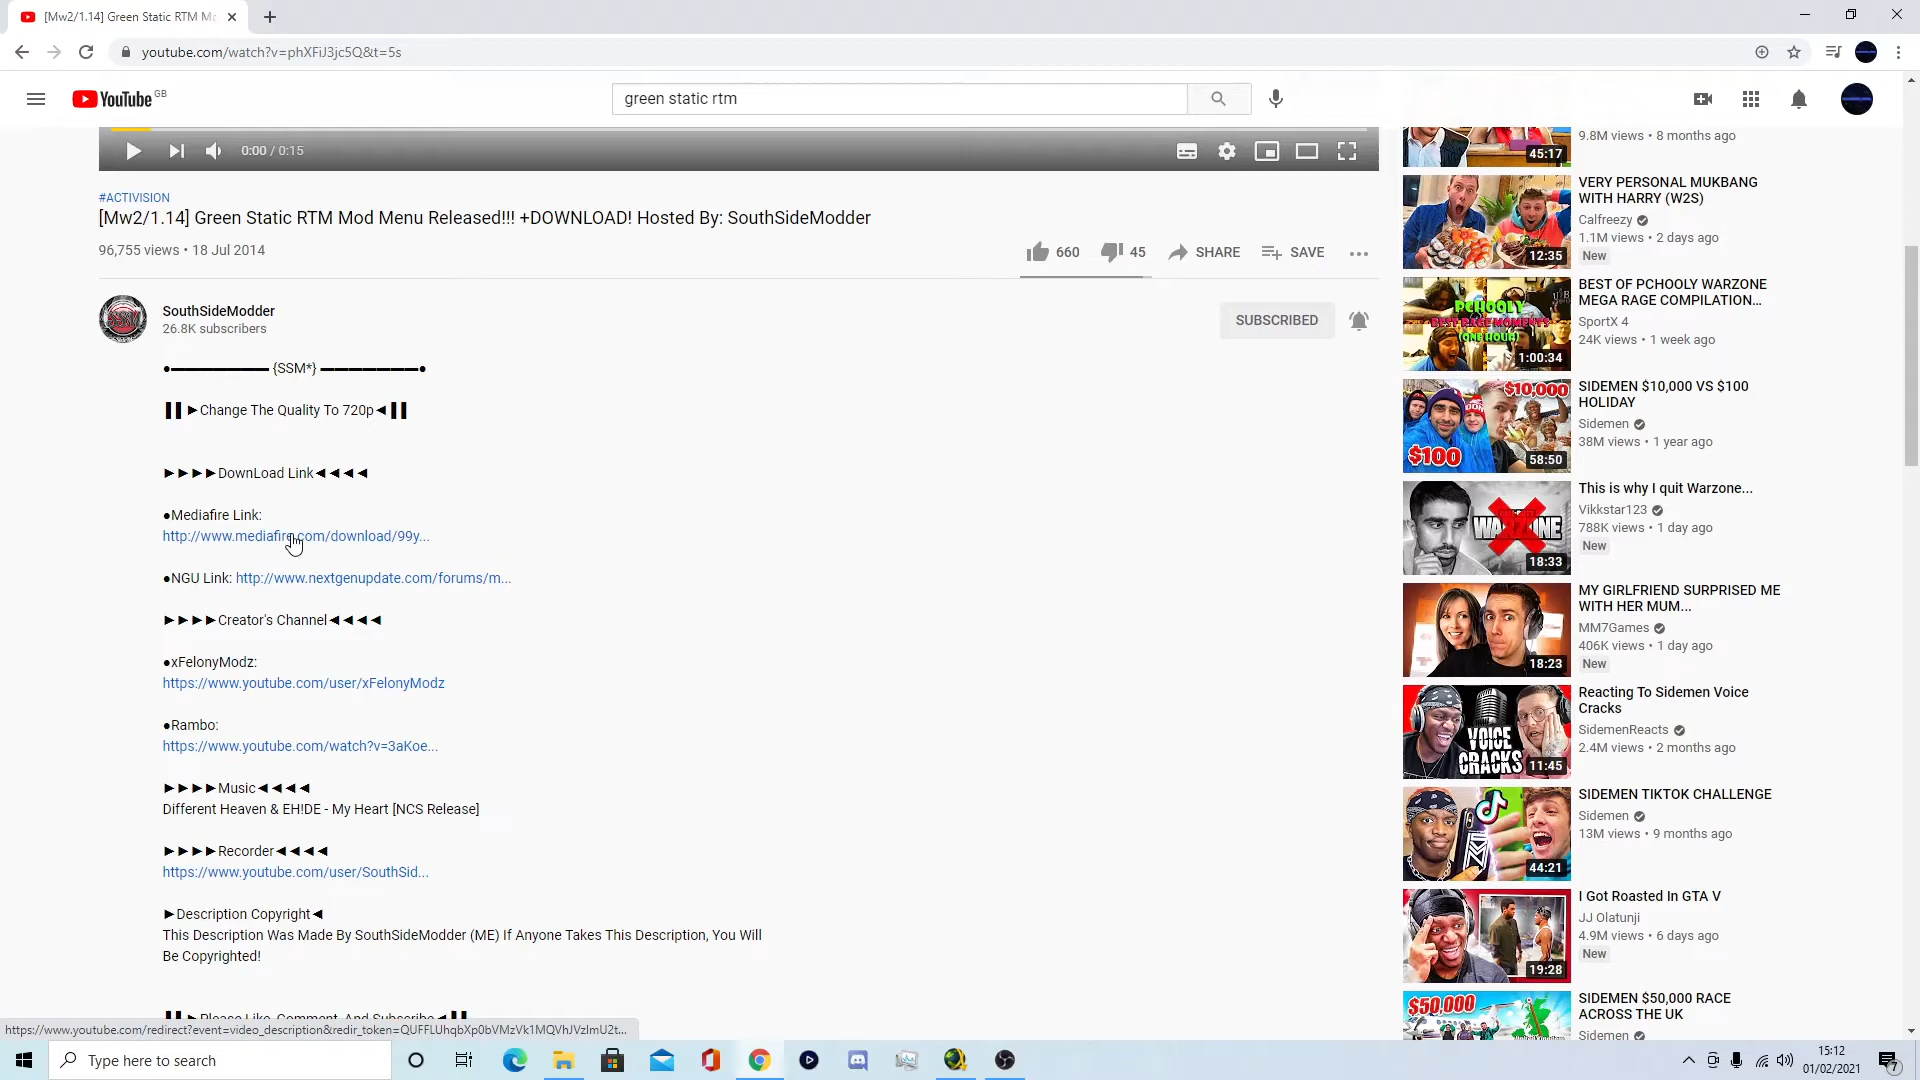 [Mw2/1.14] Green Static RTM Mo
youtube.com/watch?v=phXFiJ3jc5Q&t=5s
YouTube GB
green static rtm
0:00 / 0:15
#ACTIVISION
[Mw2/1.14] Green Static RTM Mod Menu Released!!! +DOWNLOAD! Hosted By: SouthSideModder
96,755 views • 18 Jul 2014
660
45
SHARE
SAVE
SouthSideModder
26.8K subscribers
SUBSCRIBED
●▬▬▬▬▬▬▬ {SSM*} ▬▬▬▬▬▬▬●
▌▌►Change The Quality To 720p◄▌▌
►►►►DownLoad Link◄◄◄◄
●Mediafire Link:
http://www.mediafire.com/download/99y...
●NGU Link: http://www.nextgenupdate.com/forums/m...
►►►►Creator's Channel◄◄◄◄
●xFelonyModz:
https://www.youtube.com/user/xFelonyModz
●Rambo:
https://www.youtube.com/watch?v=3aKoe...
►►►►Music◄◄◄◄
Different Heaven & EH!DE - My Heart [NCS Release]
►►►►Recorder◄◄◄◄
https://www.youtube.com/user/SouthSid...
►Description Copyright◄
This Description Was Made By SouthSideModder (ME) If Anyone Takes This Description, You Will
Be Copyrighted!
▌▌►Please Like, Comment, And Subscribe◄▌▌
https://www.youtube.com/redirect?event=video_description&redir_token=QUFFLUhqbXp0bVMzVk1MQVhJVzlmU2t...
9.8M views • 8 months ago
45:17
VERY PERSONAL MUKBANG
WITH HARRY (W2S)
Calfreezy
1.1M views • 2 days ago
New
12:35
BEST OF PCHOOLY WARZONE
MEGA RAGE COMPILATION...
SportX 4
24K views • 1 week ago
PCHOOLY
BEST RAGE MOMENTS
(ONE HOUR)
1:00:34
SIDEMEN $10,000 VS $100
HOLIDAY
Sidemen
38M views • 1 year ago
$10,000
$100
58:50
This is why I quit Warzone...
Vikkstar123
788K views • 1 day ago
New
WARZONE
18:33
MY GIRLFRIEND SURPRISED ME
WITH HER MUM...
MM7Games
406K views • 1 day ago
New
18:23
Reacting To Sidemen Voice
Cracks
SidemenReacts
2.4M views • 2 months ago
VOICE
CRACKS
11:45
SIDEMEN TIKTOK CHALLENGE
Sidemen
13M views • 9 months ago
44:21
I Got Roasted In GTA V
JJ Olatunji
4.9M views • 6 days ago
New
19:28
SIDEMEN $50,000 RACE
ACROSS THE UK
Sidemen
$50,000
Type here to search
15:12
01/02/2021
7